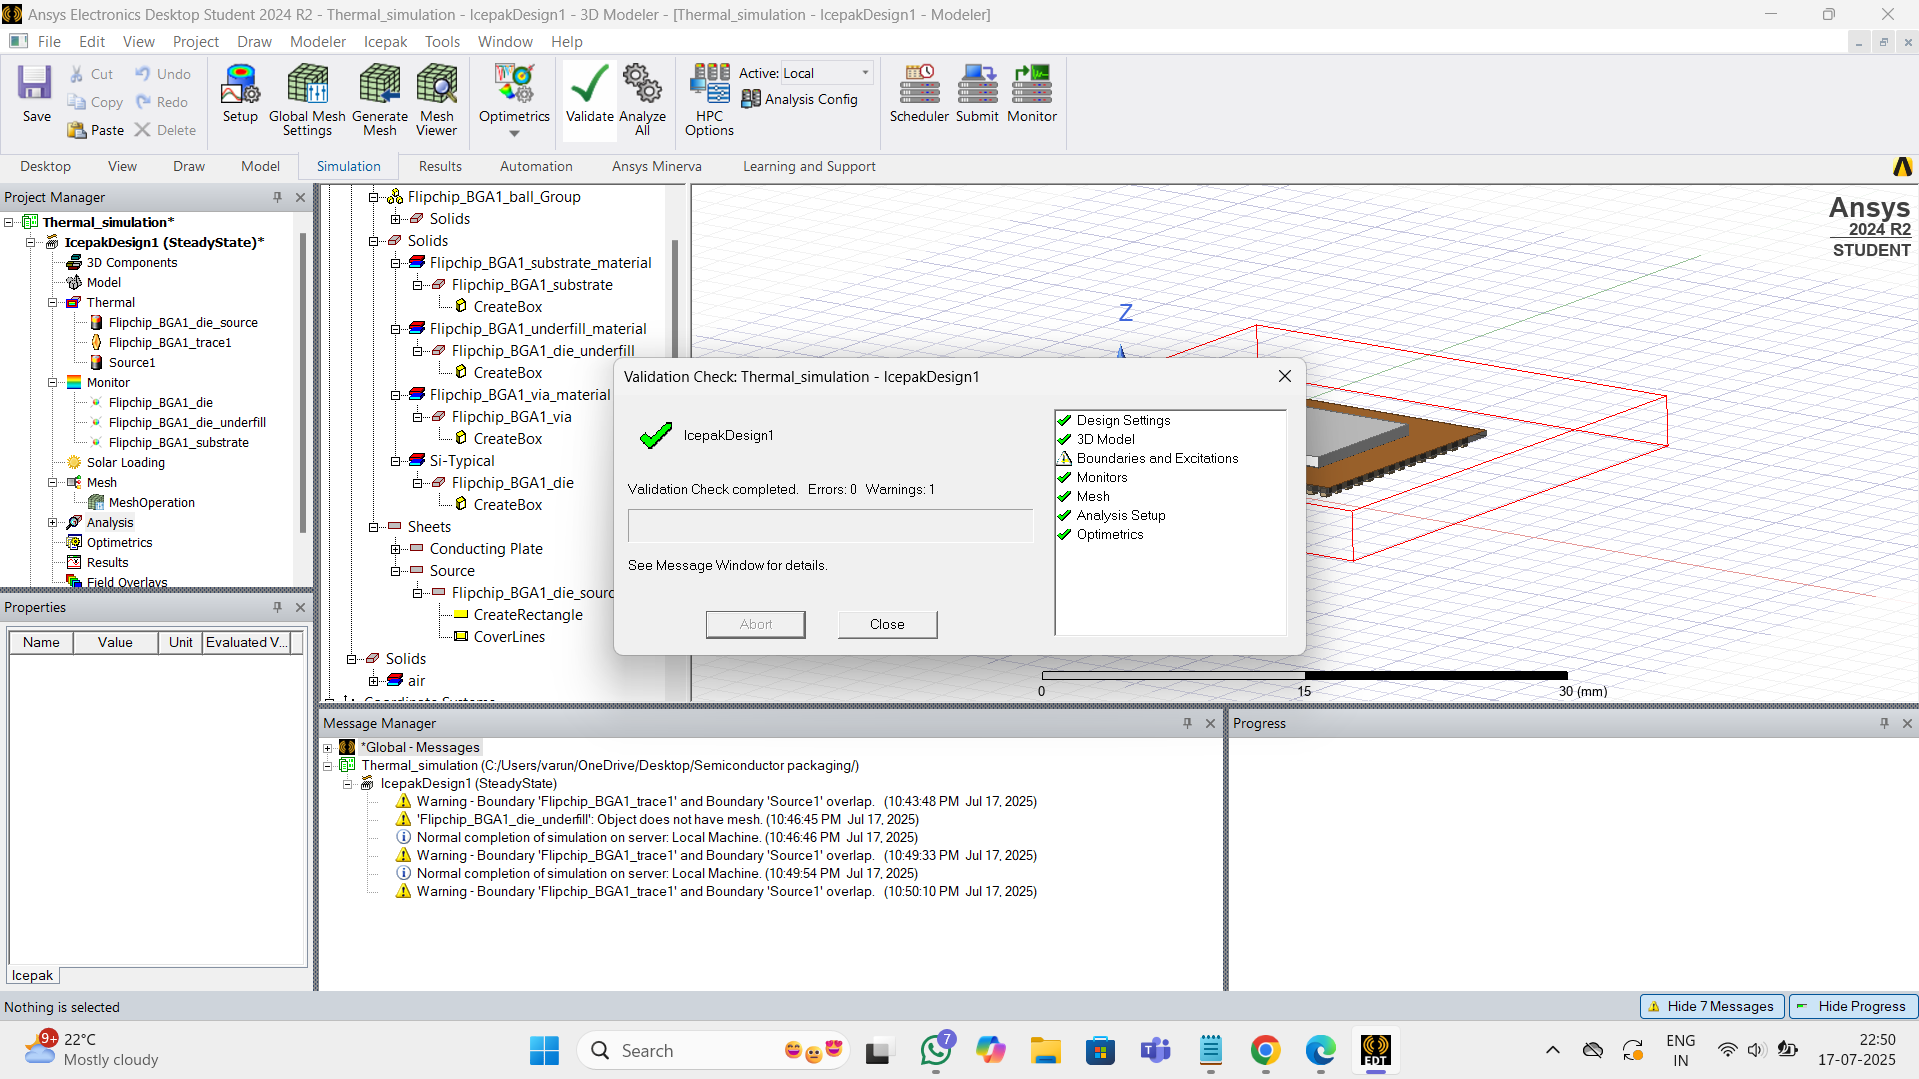 Ansys Electronics Desktop Student 2024 R2 - Thermal_simulation - IcepakDesign1 - 3D Modeler - [Thermal_simulation - IcepakDesign1 - Modeler]
File Edit View Project Draw Modeler Icepak Tools Window Help
Save
Cut
Copy
Paste
Undo
Redo
Delete
Setup
Global Mesh Settings
Generate Mesh
Mesh Viewer
Optimetrics
Validate
Analyze All
HPC Options
Active: Local
Analysis Config
Scheduler
Submit
Monitor
Desktop View Draw Model Simulation Results Automation Ansys Minerva Learning and Support
Project Manager
Thermal_simulation*
IcepakDesign1 (SteadyState)*
3D Components
Model
Thermal
Flipchip_BGA1_die_source
Flipchip_BGA1_trace1
Source1
Monitor
Flipchip_BGA1_die
Flipchip_BGA1_die_underfill
Flipchip_BGA1_substrate
Solar Loading
Mesh
MeshOperation
Analysis
Optimetrics
Results
Field Overlays
Properties
Name Value Unit Evaluated V...
Icepak
Flipchip_BGA1_ball_Group
Solids
Solids
Flipchip_BGA1_substrate_material
Flipchip_BGA1_substrate
CreateBox
Flipchip_BGA1_underfill_material
Flipchip_BGA1_die_underfill
CreateBox
Flipchip_BGA1_via_material
Flipchip_BGA1_via
CreateBox
Si-Typical
Flipchip_BGA1_die
CreateBox
Sheets
Conducting Plate
Source
Flipchip_BGA1_die_sourc
CreateRectangle
CoverLines
Solids
air
Coordinate Systems
Ansys
2024 R2
STUDENT
Z
0 15 30 (mm)
Validation Check: Thermal_simulation - IcepakDesign1
IcepakDesign1
Validation Check completed. Errors: 0 Warnings: 1
See Message Window for details.
Abort Close
Design Settings
3D Model
Boundaries and Excitations
Monitors
Mesh
Analysis Setup
Optimetrics
Message Manager
*Global - Messages
Thermal_simulation (C:/Users/varun/OneDrive/Desktop/Semiconductor packaging/)
IcepakDesign1 (SteadyState)
Warning - Boundary 'Flipchip_BGA1_trace1' and Boundary 'Source1' overlap. (10:43:48 PM Jul 17, 2025)
'Flipchip_BGA1_die_underfill': Object does not have mesh. (10:46:45 PM Jul 17, 2025)
Normal completion of simulation on server: Local Machine. (10:46:46 PM Jul 17, 2025)
Warning - Boundary 'Flipchip_BGA1_trace1' and Boundary 'Source1' overlap. (10:49:33 PM Jul 17, 2025)
Normal completion of simulation on server: Local Machine. (10:49:54 PM Jul 17, 2025)
Warning - Boundary 'Flipchip_BGA1_trace1' and Boundary 'Source1' overlap. (10:50:10 PM Jul 17, 2025)
Progress
Nothing is selected
Hide 7 Messages
Hide Progress
9+
22°C
Mostly cloudy
Search
7
EDT
ENG
IN
22:50
17-07-2025